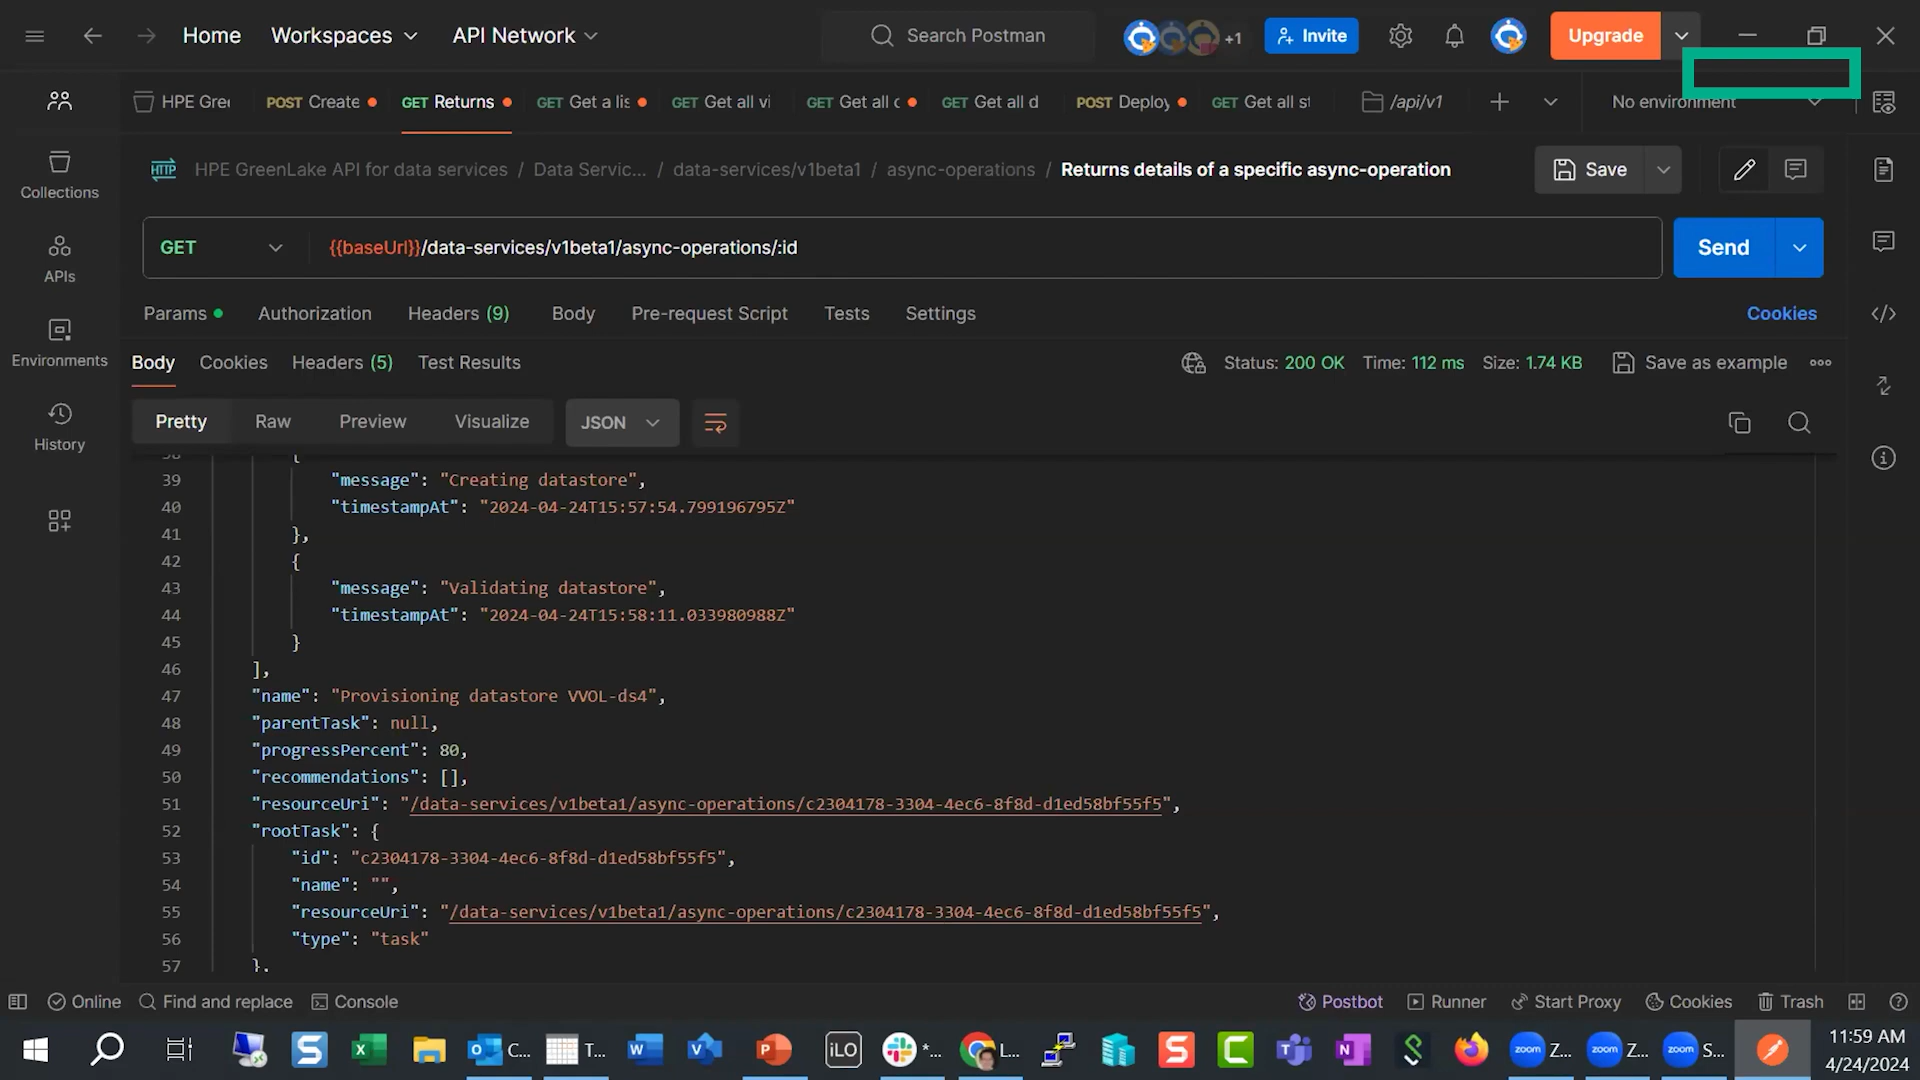 Home Workspaces API Network Search Postman +1 Invite Upgrade
HPE Gre POST Create GET Returns GET Get a lis GET Get all vi GET Get all GET Get all d POST Deploy GET Get all st /api/v1 No environment
HTTP HPE GreenLake API for data services / Data Servic... / data-services/v1beta1 / async-operations / Returns details of a specific async-operation Save
Collections
GET {{baseUrl}}/data-services/v1beta1/async-operations/:id Send
APIs
Params Authorization Headers (9) Body Pre-request Script Tests Settings Cookies
Environments
Body Cookies Headers (5) Test Results Status: 200 OK Time: 112 ms Size: 1.74 KB Save as example
Pretty Raw Preview Visualize JSON
History
38 {
39 "message": "Creating datastore",
40 "timestampAt": "2024-04-24T15:57:54.799196795Z"
41 },
42 {
43 "message": "Validating datastore",
44 "timestampAt": "2024-04-24T15:58:11.033980988Z"
45 }
46 ],
47 "name": "Provisioning datastore VVOL-ds4",
48 "parentTask": null,
49 "progressPercent": 80,
50 "recommendations": [],
51 "resourceUri": "/data-services/v1beta1/async-operations/c2304178-3304-4ec6-8f8d-d1ed58bf55f5",
52 "rootTask": {
53 "id": "c2304178-3304-4ec6-8f8d-d1ed58bf55f5",
54 "name": "",
55 "resourceUri": "/data-services/v1beta1/async-operations/c2304178-3304-4ec6-8f8d-d1ed58bf55f5",
56 "type": "task"
57 },
Online Find and replace Console Postbot Runner Start Proxy Cookies Trash
C... T... iLO *... L... zoom Z... zoom Z... zoom S... 11:59 AM
4/24/2024